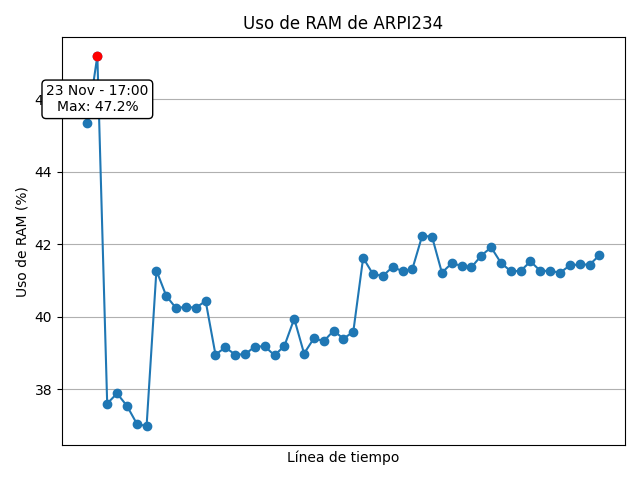 Uso de RAM de ARPI234
23 Nov - 17:00
Max: 47.2%
44
42
40
38
Uso de RAM (%)
Línea de tiempo